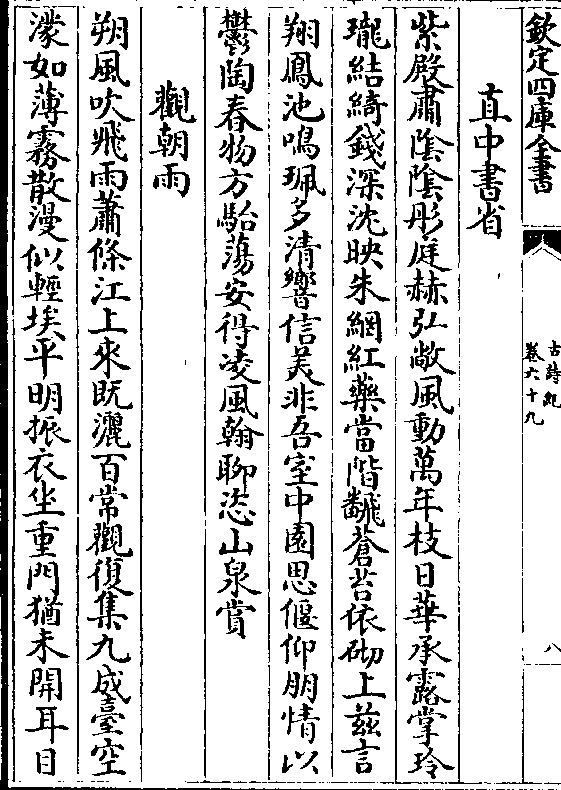 欽定四庫全書
古詩紀
卷六十九
八
直中書省
紫殿肅陰陰彤庭赫弘敞風動萬年枝日華承露掌玲
瓏結綺錢深沈映朱網紅藥當階飜蒼苔依砌上兹言
翔鳳池鳴珮多清響信美非吾室中園思偃仰朋情以
鬱陶春物方駘蕩安得凌風翰聊恣山泉賞
觀朝雨
朔風吹飛雨蕭條江上來既灑百常觀復集九成臺空
濛如薄霧散漫似輕埃平明振衣坐重門猶未開耳目